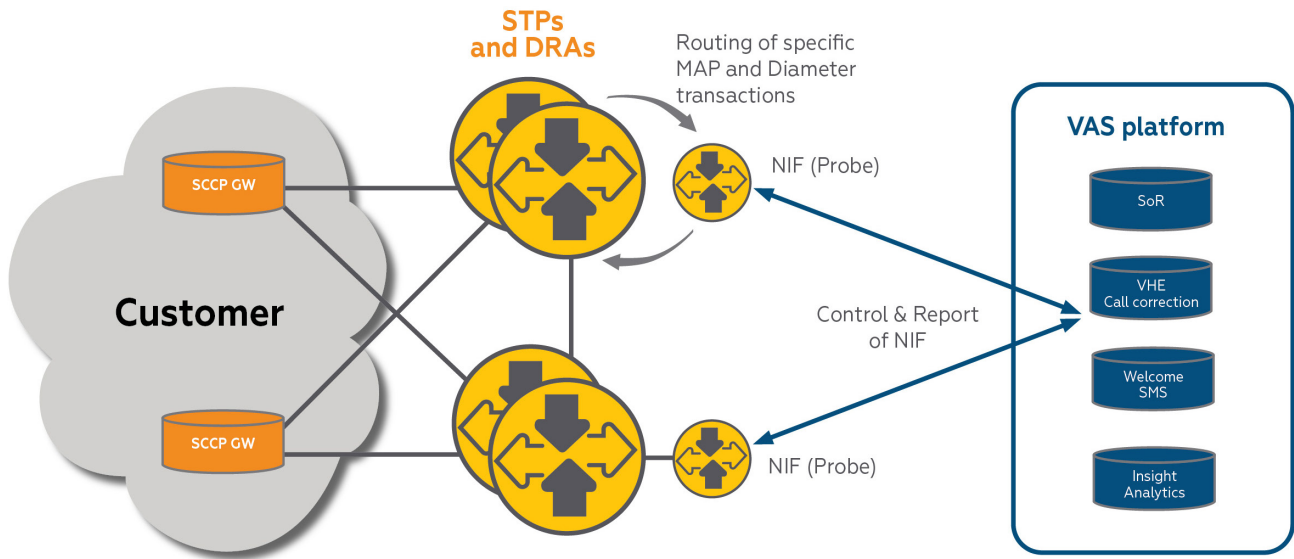 STPs
and DRAs
Routing of specific
MAP and Diameter
transactions
VAS platform
SCCP GW
NIF (Probe)
SoR
Customer
VHE
Call correction
Control & Report
of NIF
Welcome
SMS
SCCP GW
NIF (Probe)
Insight
Analytics